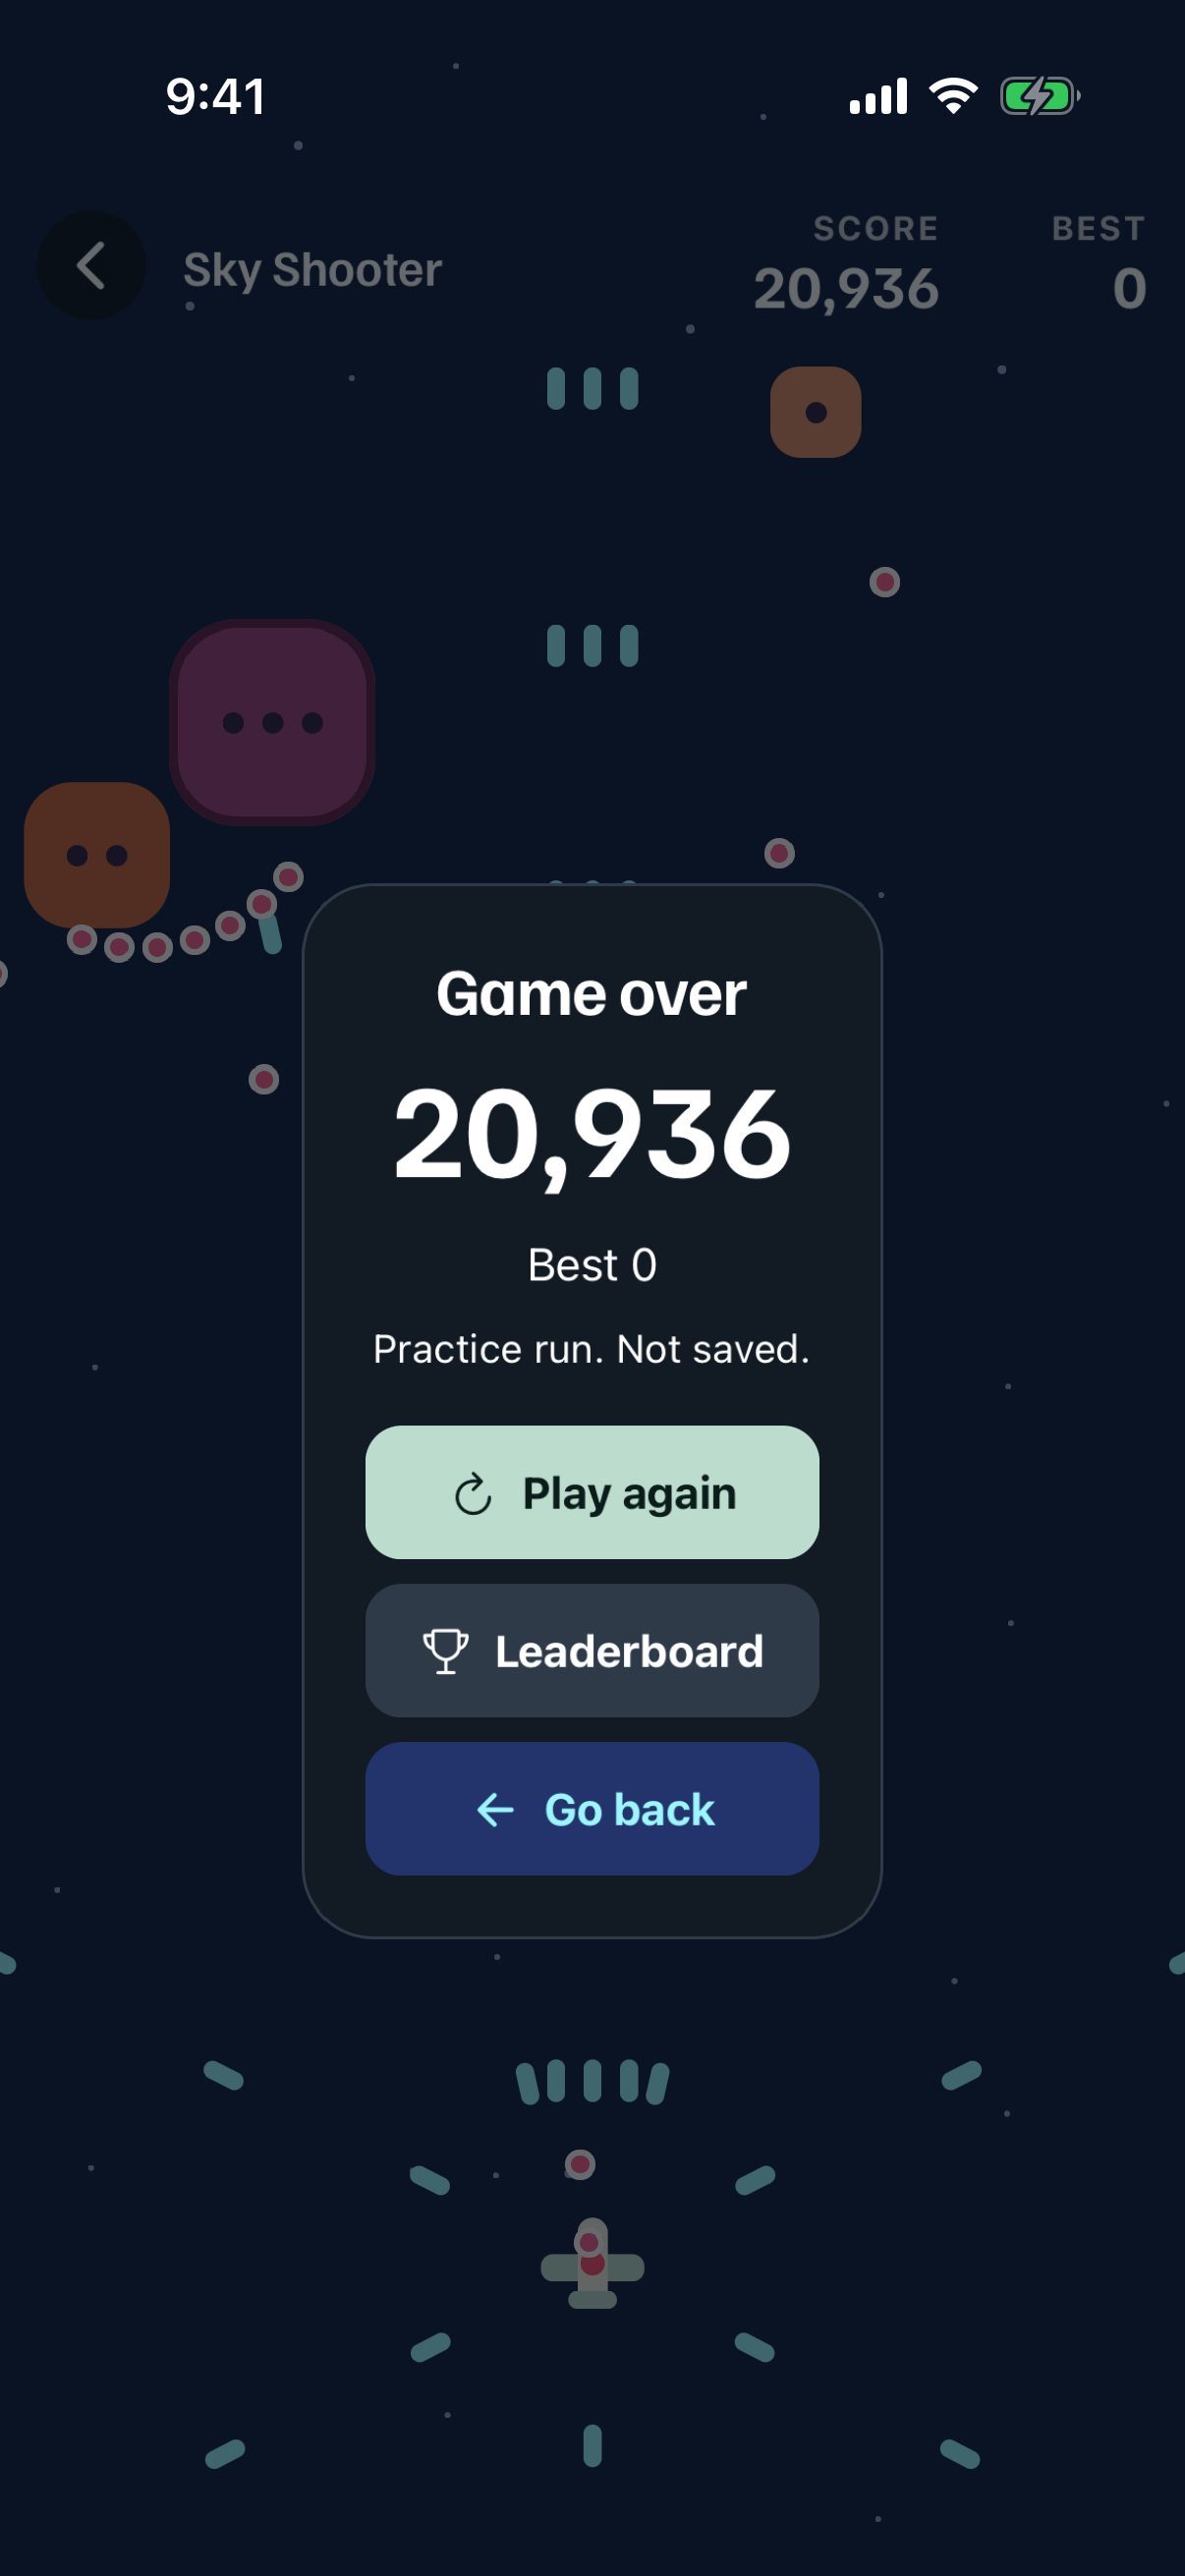 9:41
Sky Shooter
SCORE
20,936
BEST
0
Game over
20,936
Best 0
Practice run. Not saved.
Play again
Leaderboard
Go back